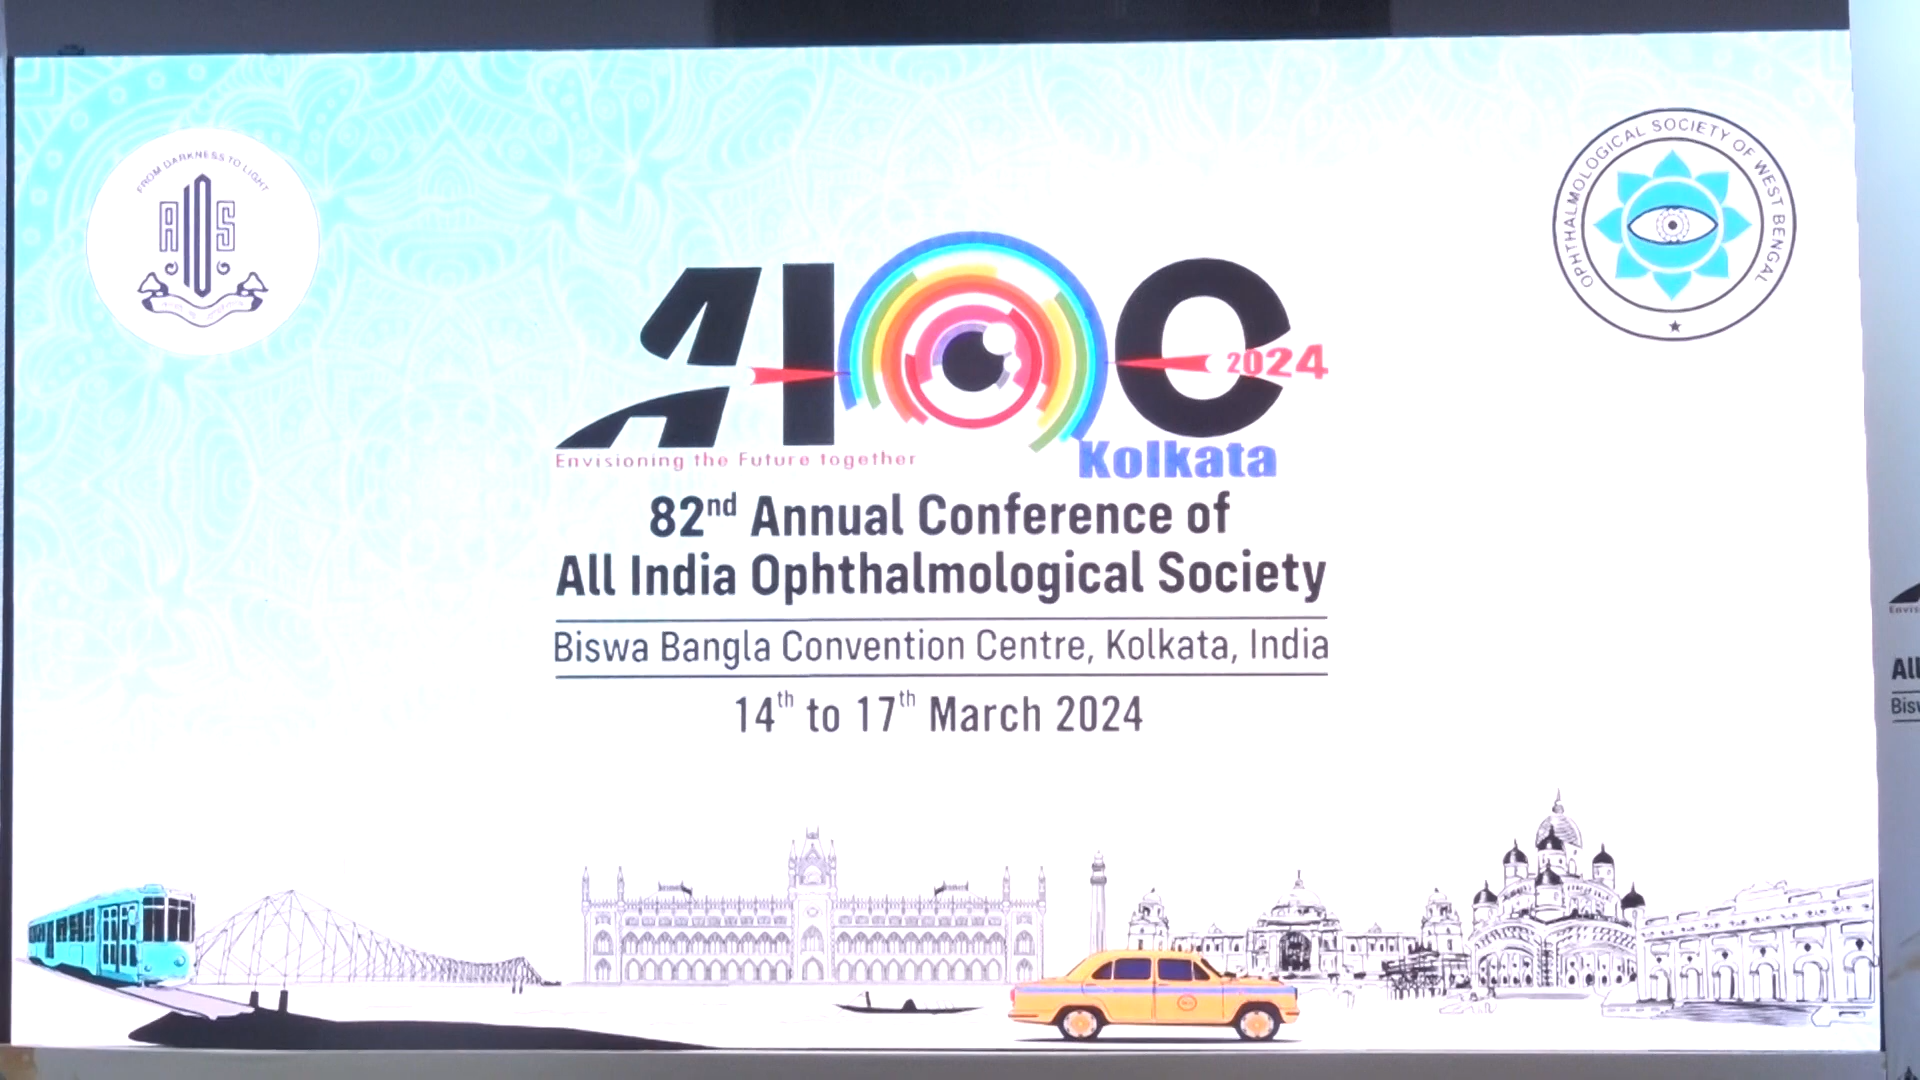 FROM DARKNESS TO LIGHT
AIOS
OPHTHALMOLOGICAL SOCIETY OF WEST BENGAL
AIOC
2024
Envisioning the Future together
Kolkata
82nd Annual Conference of
All India Ophthalmological Society
Biswa Bangla Convention Centre, Kolkata, India
14th to 17th March 2024
All